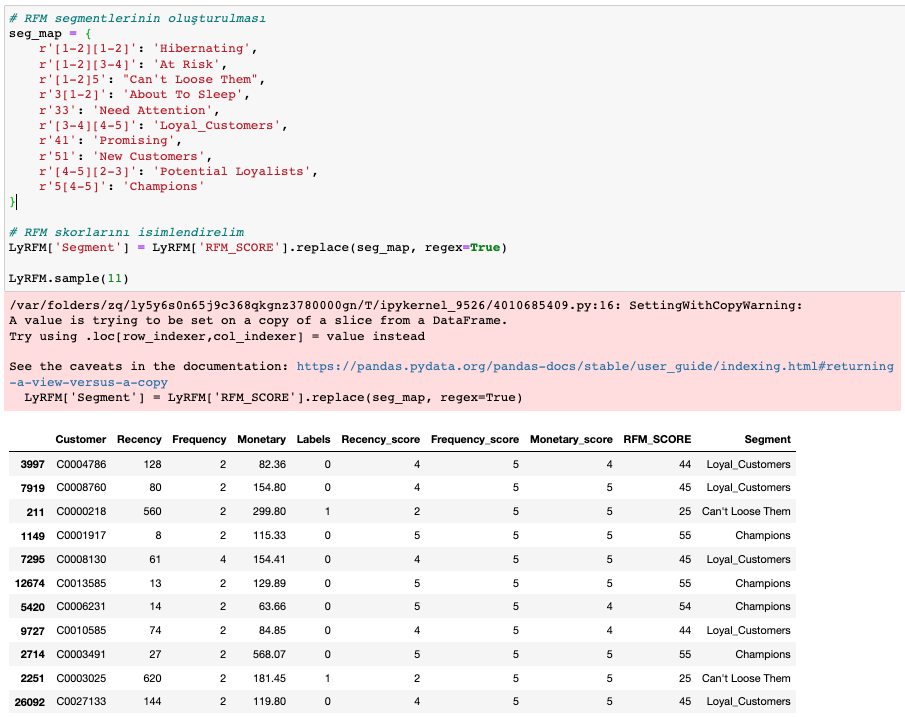 # RFM segmentlerinin oluşturulması
seg_map = {
    r'[1-2][1-2]': 'Hibernating',
    r'[1-2][3-4]': 'At Risk',
    r'[1-2]5': "Can't Loose Them",
    r'3[1-2]': 'About To Sleep',
    r'33': 'Need Attention',
    r'[3-4][4-5]': 'Loyal_Customers',
    r'41': 'Promising',
    r'51': 'New Customers',
    r'[4-5][2-3]': 'Potential Loyalists',
    r'5[4-5]': 'Champions'
}
# RFM skorlarını isimlendirelim
LyRFM['Segment'] = LyRFM['RFM_SCORE'].replace(seg_map, regex=True)
LyRFM.sample(11)
/var/folders/zq/ly5y6s0n65j9c368qkgnz3780000gn/T/ipykernel_9526/4010685409.py:16: SettingWithCopyWarning:
A value is trying to be set on a copy of a slice from a DataFrame.
Try using .loc[row_indexer,col_indexer] = value instead
See the caveats in the documentation: https://pandas.pydata.org/pandas-docs/stable/user_guide/indexing.html#returning
-a-view-versus-a-copy
  LyRFM['Segment'] = LyRFM['RFM_SCORE'].replace(seg_map, regex=True)
Customer Recency Frequency Monetary Labels Recency_score Frequency_score Monetary_score RFM_SCORE Segment
3997 C0004786 128 2 82.36 0 4 5 4 44 Loyal_Customers
7919 C0008760 80 2 154.80 0 4 5 5 45 Loyal_Customers
211 C0000218 560 2 299.80 1 2 5 5 25 Can't Loose Them
1149 C0001917 8 2 115.33 0 5 5 5 55 Champions
7295 C0008130 61 4 154.41 0 4 5 5 45 Loyal_Customers
12674 C0013585 13 2 129.89 0 5 5 5 55 Champions
5420 C0006231 14 2 63.66 0 5 5 4 54 Champions
9727 C0010585 74 2 84.85 0 4 5 4 44 Loyal_Customers
2714 C0003491 27 2 568.07 0 5 5 5 55 Champions
2251 C0003025 620 2 181.45 1 2 5 5 25 Can't Loose Them
26092 C0027133 144 2 119.80 0 4 5 5 45 Loyal_Customers